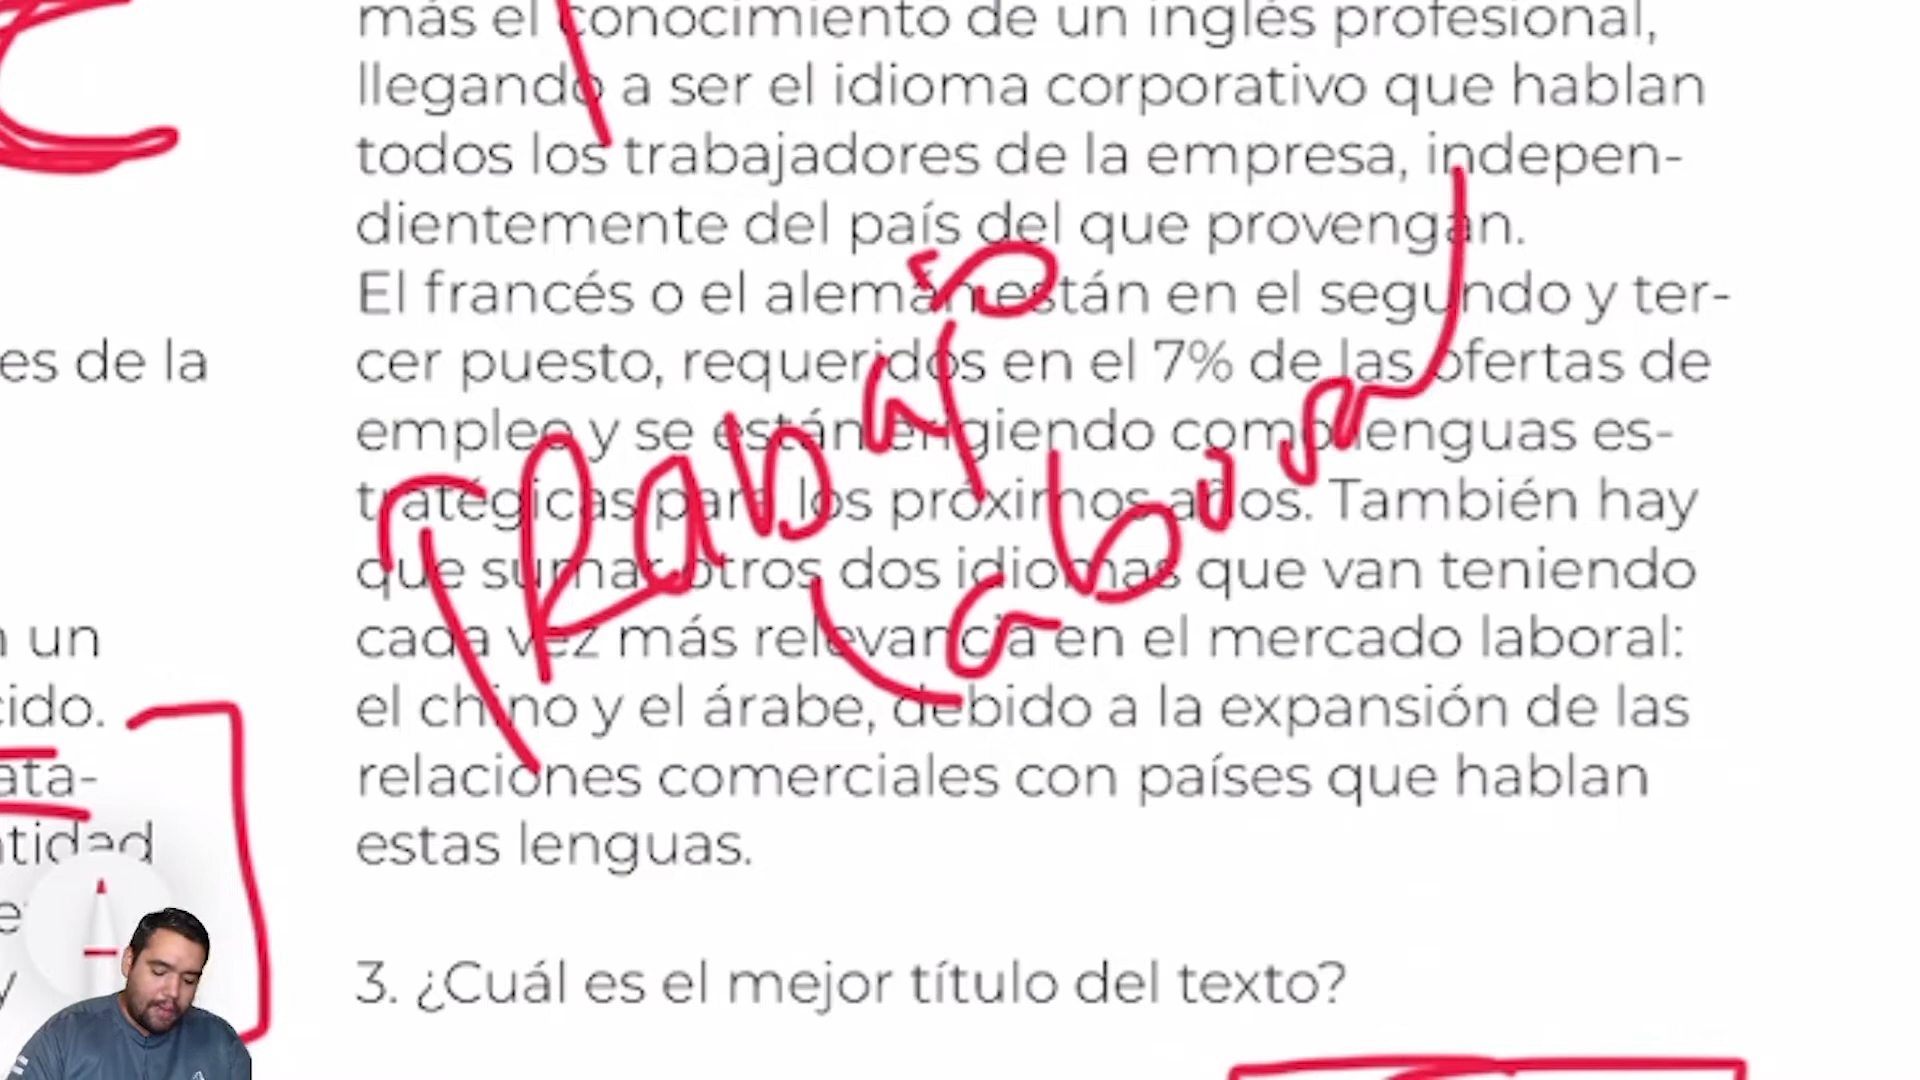 más el conocimiento de un inglés profesional,
llegando a ser el idioma corporativo que hablan
todos los trabajadores de la empresa, indepen-
dientemente del país del que provengan.
El francés o el alemán están en el segundo y ter-
cer puesto, requeridos en el 7% de las ofertas de
empleo y se están erigiendo como lenguas es-
tratégicas para los próximos años. También hay
que sumar otros dos idiomas que van teniendo
cada vez más relevancia en el mercado laboral:
el chino y el árabe, debido a la expansión de las
relaciones comerciales con países que hablan
estas lenguas.
3. ¿Cuál es el mejor título del texto?
TRabajo
laboral
es de la
un
cido.
ata-
tidad
y